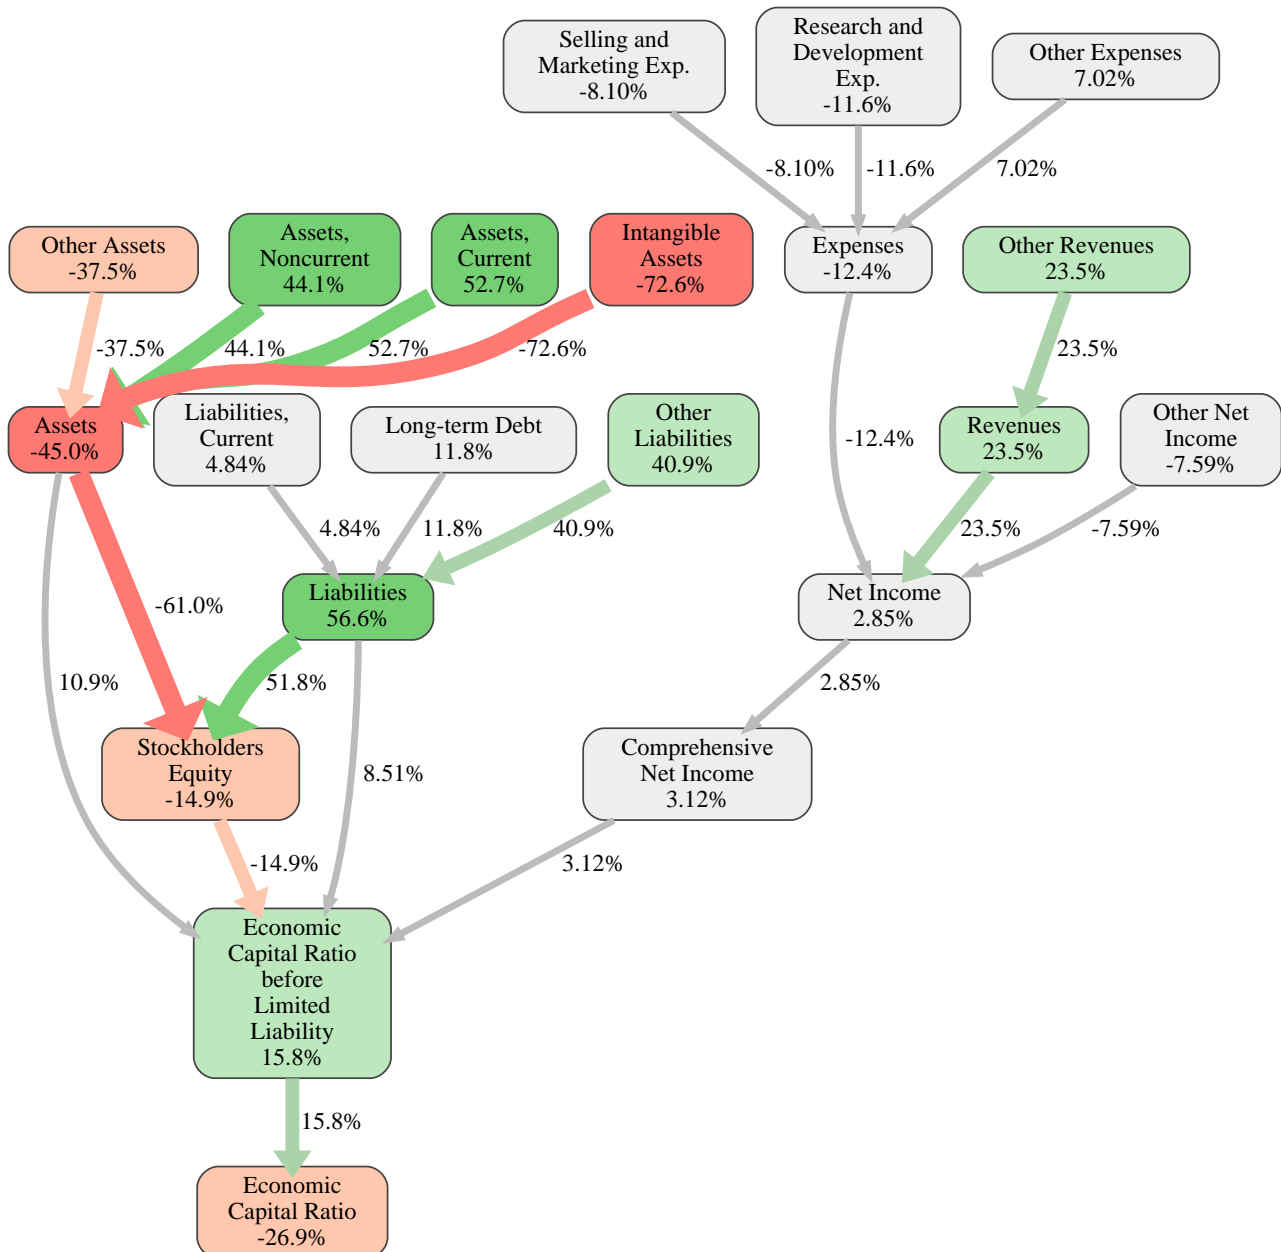 Selling and
Marketing Exp.
-8.10%
Research and
Development
Exp.
-11.6%
Other Expenses
7.02%
-8.10%
-11.6%
7.02%
Other Assets
-37.5%
Assets,
Noncurrent
44.1%
Assets,
Current
52.7%
Intangible
Assets
-72.6%
Expenses
-12.4%
Other Revenues
23.5%
-37.5%
44.1%
52.7%
-72.6%
23.5%
Assets
-45.0%
Liabilities,
Current
4.84%
Long-term Debt
11.8%
Other
Liabilities
40.9%
-12.4%
Revenues
23.5%
Other Net
Income
-7.59%
4.84%
11.8%
40.9%
23.5%
-7.59%
-61.0%
Liabilities
56.6%
Net Income
2.85%
10.9%
51.8%
2.85%
Stockholders
Equity
-14.9%
8.51%
Comprehensive
Net Income
3.12%
-14.9%
3.12%
Economic
Capital Ratio
before
Limited
Liability
15.8%
15.8%
Economic
Capital Ratio
-26.9%